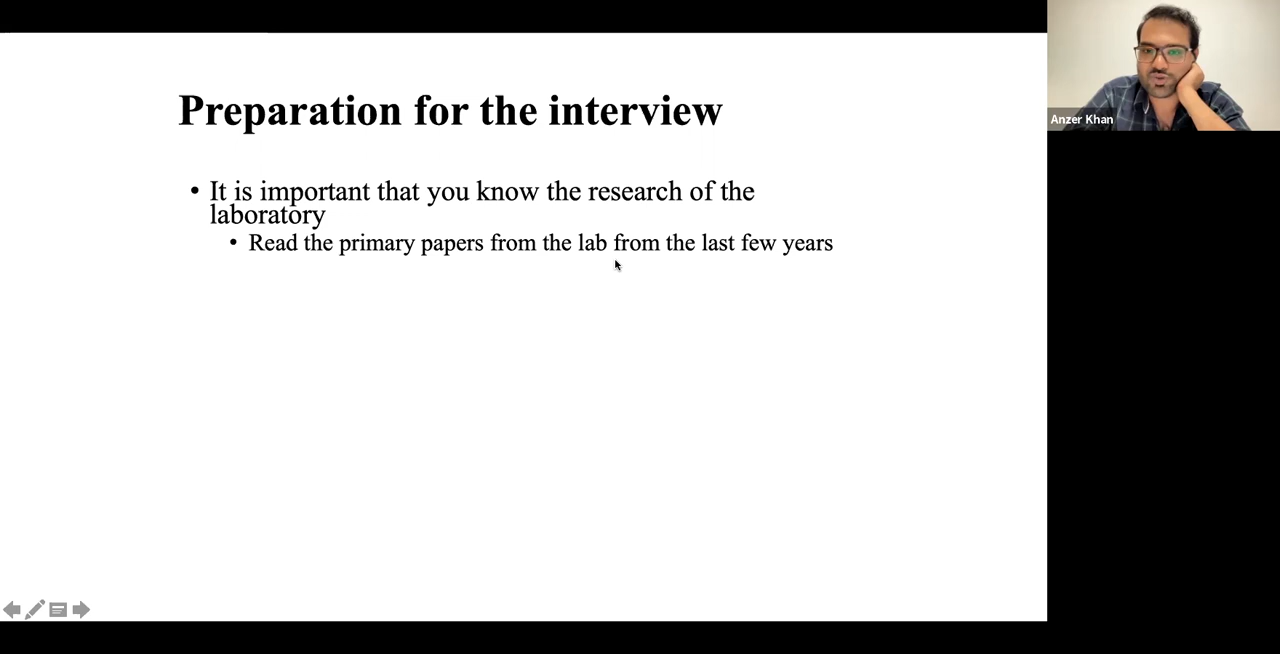 Preparation for the interview
• It is important that you know the research of the
laboratory
• Read the primary papers from the lab from the last few years
Anzer Khan